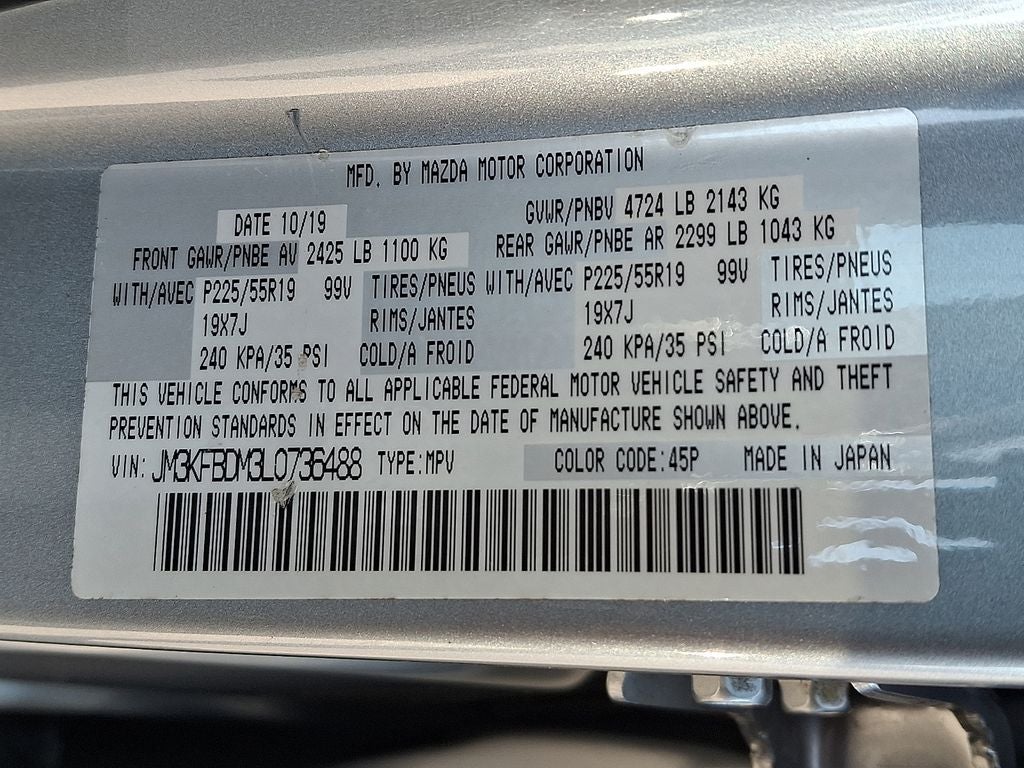 MFD. BY MAZDA MOTOR CORPORATION
DATE 10/19 GVWR/PNBV 4724 LB 2143 KG
FRONT GAWR/PNBE AV 2425 LB 1100 KG REAR GAWR/PNBE AR 2299 LB 1043 KG
WITH/AVEC P225/55R19 99V TIRES/PNEUS WITH/AVEC P225/55R19 99V TIRES/PNEUS
19X7J RIMS/JANTES 19X7J RIMS/JANTES
240 KPA/35 PSI COLD/A FROID 240 KPA/35 PSI COLD/A FROID
THIS VEHICLE CONFORMS TO ALL APPLICABLE FEDERAL MOTOR VEHICLE SAFETY AND THEFT
PREVENTION STANDARDS IN EFFECT ON THE DATE OF MANUFACTURE SHOWN ABOVE.
VIN: JM3KFBDM3L0736488 TYPE:MPV COLOR CODE:45P MADE IN JAPAN